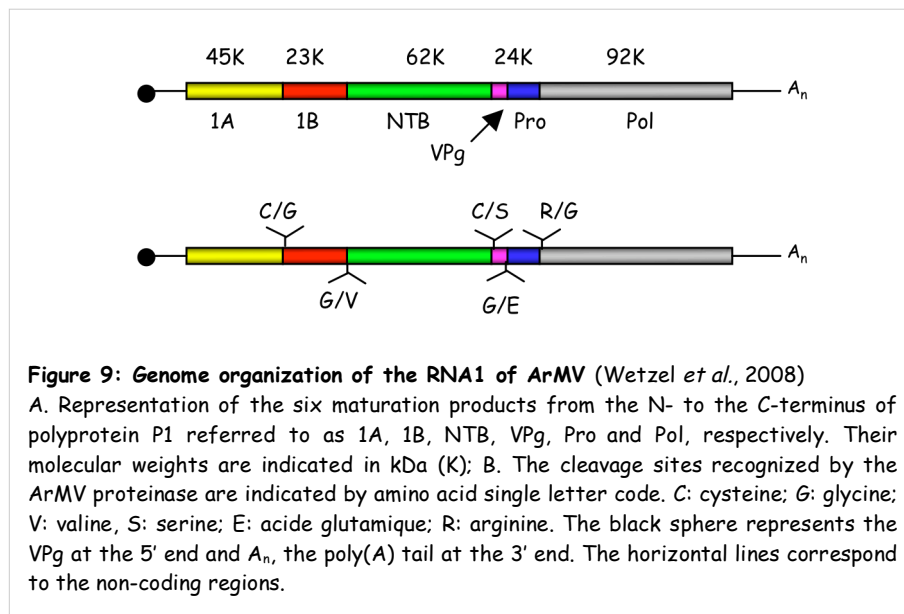 45K 23K 62K 24K 92K
1A 1B NTB Pro Pol Aₙ
VPg
C/G C/S R/G
Aₙ
G/V G/E
Figure 9: Genome organization of the RNA1 of ArMV (Wetzel et al., 2008)
A. Representation of the six maturation products from the N- to the C-terminus of
polyprotein P1 referred to as 1A, 1B, NTB, VPg, Pro and Pol, respectively. Their
molecular weights are indicated in kDa (K); B. The cleavage sites recognized by the
ArMV proteinase are indicated by amino acid single letter code. C: cysteine; G: glycine;
V: valine, S: serine; E: acide glutamique; R: arginine. The black sphere represents the
VPg at the 5' end and Aₙ, the poly(A) tail at the 3' end. The horizontal lines correspond
to the non-coding regions.